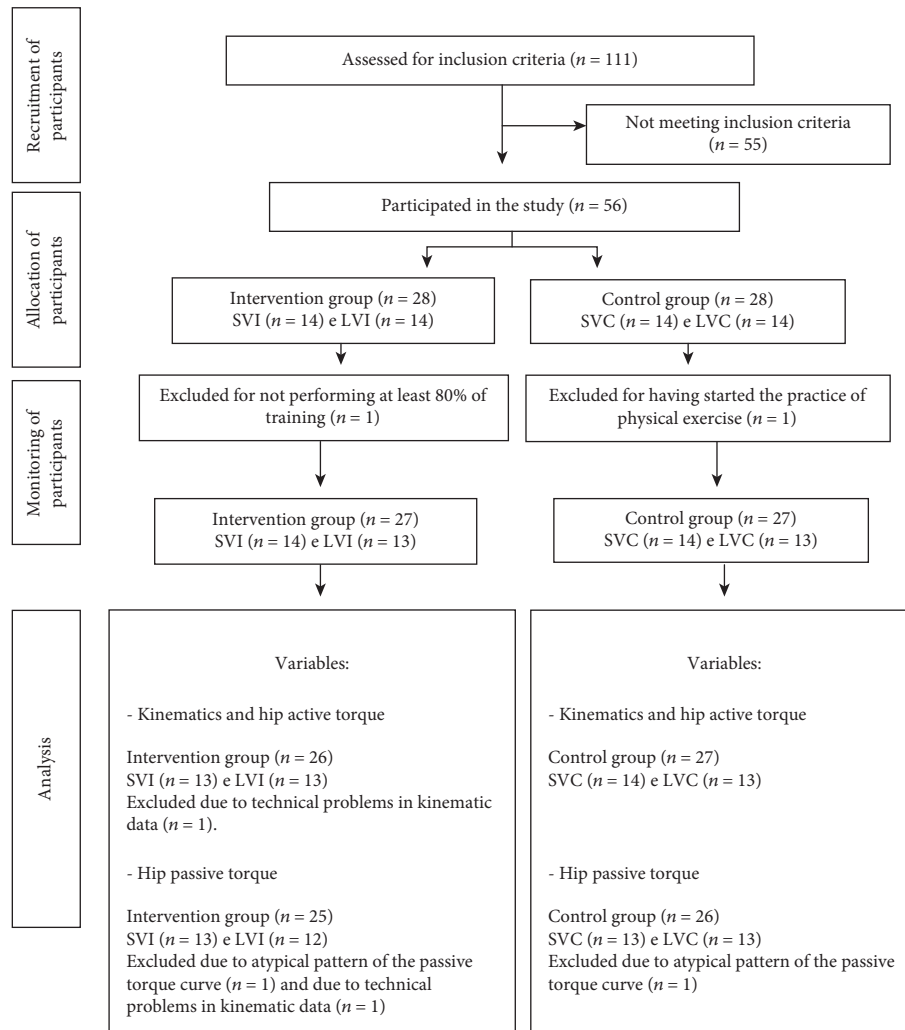 Recruitment of
participants
Assessed for inclusion criteria (n = 111)
Not meeting inclusion criteria
(n = 55)
Allocation of
participants
Participated in the study (n = 56)
Intervention group (n = 28)
SVI (n = 14) e LVI (n = 14)
Control group (n = 28)
SVC (n = 14) e LVC (n = 14)
Monitoring of
participants
Excluded for not performing at least 80% of
training (n = 1)
Excluded for having started the practice of
physical exercise (n = 1)
Intervention group (n = 27)
SVI (n = 14) e LVI (n = 13)
Control group (n = 27)
SVC (n = 14) e LVC (n = 13)
Analysis
Variables:
- Kinematics and hip active torque
Intervention group (n = 26)
SVI (n = 13) e LVI (n = 13)
Excluded due to technical problems in kinematic
data (n = 1).
- Hip passive torque
Intervention group (n = 25)
SVI (n = 13) e LVI (n = 12)
Excluded due to atypical pattern of the passive
torque curve (n = 1) and due to technical
problems in kinematic data (n = 1)
Variables:
- Kinematics and hip active torque
Control group (n = 27)
SVC (n = 14) e LVC (n = 13)
- Hip passive torque
Control group (n = 26)
SVC (n = 13) e LVC (n = 13)
Excluded due to atypical pattern of the passive
torque curve (n = 1)